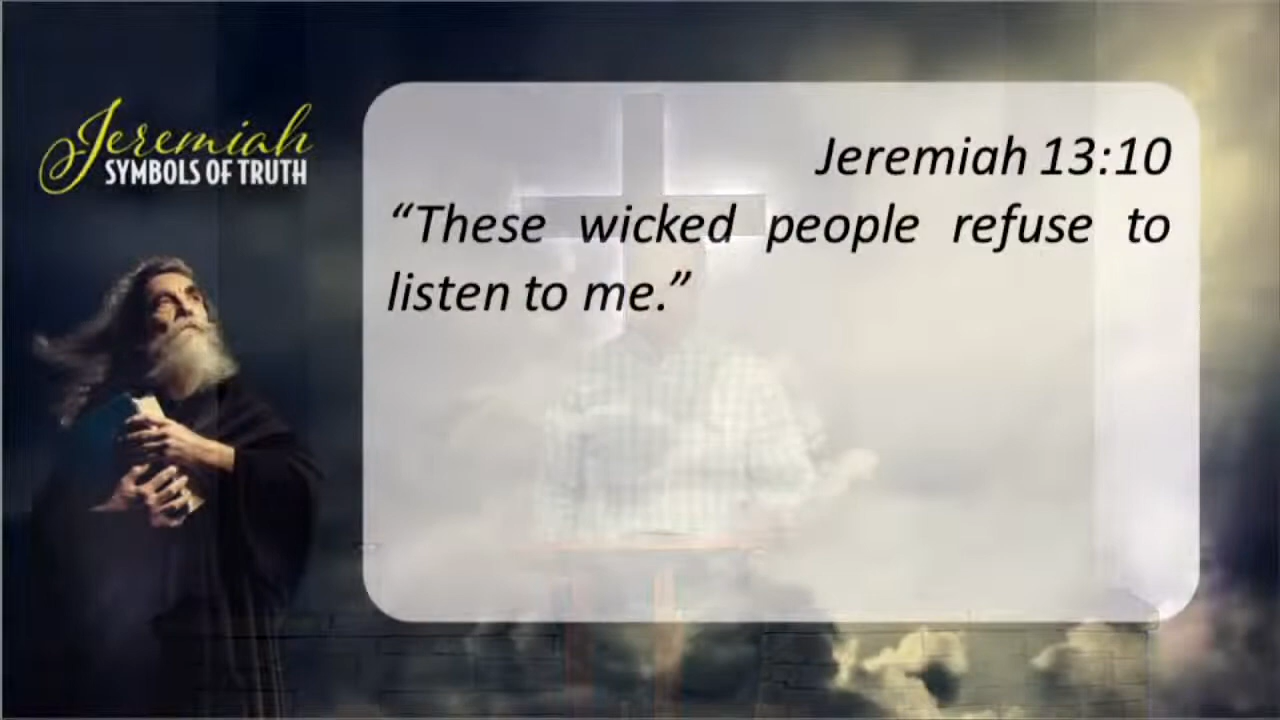 Jeremiah
SYMBOLS OF TRUTH
Jeremiah 13:10
“These wicked people refuse to
listen to me.”